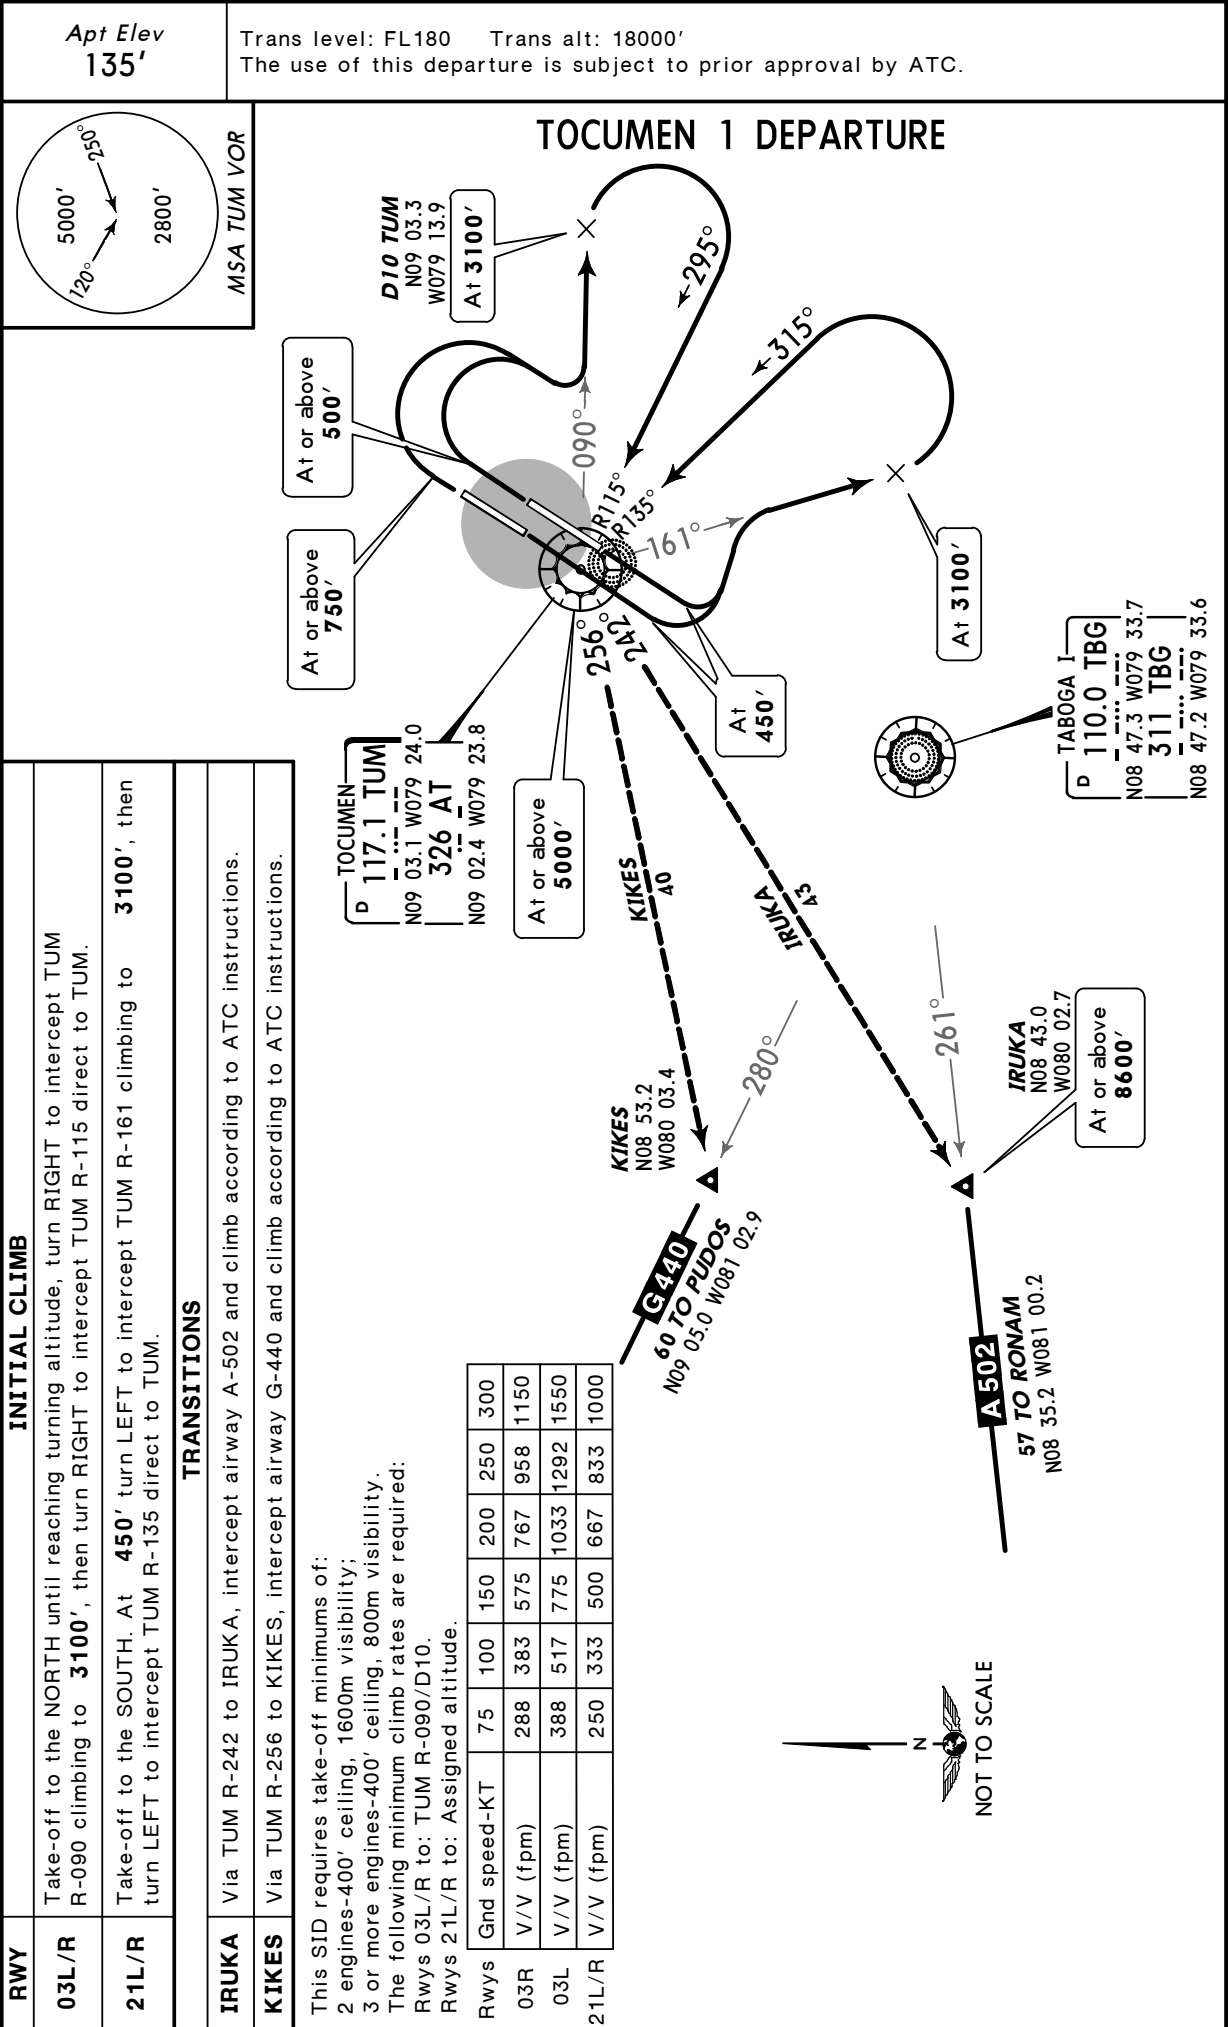 Apt Elev
135'
Trans level: FL180 Trans alt: 18000'
The use of this departure is subject to prior approval by ATC.
TOCUMEN 1 DEPARTURE
250°
120°
5000'
2800'
MSA TUM VOR
D10 TUM
N09 03.3
W079 13.9
At 3100'
295°
315°
At or above
500'
At or above
750'
090°
R115°
R135°
161°
At 3100'
At
450'
256°
242°
TOCUMEN
D 117.1 TUM
N09 03.1 W079 24.0
326 AT
N09 02.4 W079 23.8
At or above
5000'
TABOGA I
D 110.0 TBG
N08 47.3 W079 33.7
311 TBG
N08 47.2 W079 33.6
KIKES
40
IRUKA
43
280°
261°
KIKES
N08 53.2
W080 03.4
IRUKA
N08 43.0
W080 02.7
At or above
8600'
G 440
60 TO PUDOS
N09 05.0 W081 02.9
A 502
57 TO RONAM
N08 35.2 W081 00.2
N
NOT TO SCALE
RWY INITIAL CLIMB
03L/R Take-off to the NORTH until reaching turning altitude, turn RIGHT to intercept TUM
R-090 climbing to 3100', then turn RIGHT to intercept TUM R-115 direct to TUM.
21L/R Take-off to the SOUTH. At 450' turn LEFT to intercept TUM R-161 climbing to 3100', then
turn LEFT to intercept TUM R-135 direct to TUM.
TRANSITIONS
IRUKA Via TUM R-242 to IRUKA, intercept airway A-502 and climb according to ATC instructions.
KIKES Via TUM R-256 to KIKES, intercept airway G-440 and climb according to ATC instructions.
This SID requires take-off minimums of:
2 engines-400' ceiling, 1600m visibility;
3 or more engines-400' ceiling, 800m visibility.
The following minimum climb rates are required:
Rwys 03L/R to: TUM R-090/D10.
Rwys 21L/R to: Assigned altitude.
Rwys Gnd speed-KT 75 100 150 200 250 300
03R V/V (fpm) 288 383 575 767 958 1150
03L V/V (fpm) 388 517 775 1033 1292 1550
21L/R V/V (fpm) 250 333 500 667 833 1000